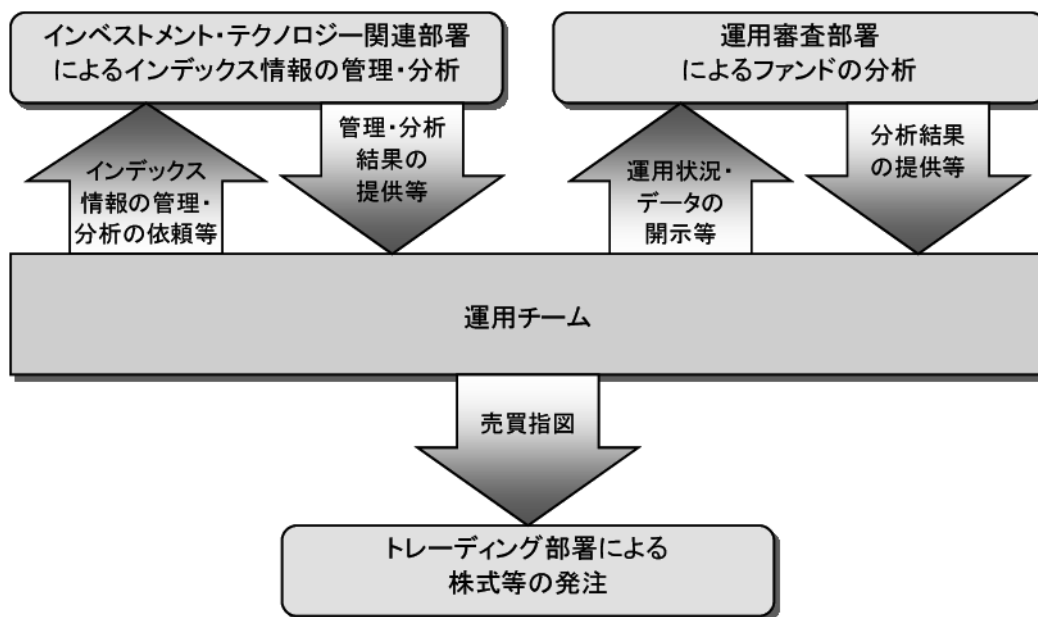 インベストメント・テクノロジー関連部署
によるインデックス情報の管理・分析
運用審査部署
によるファンドの分析
インデックス
情報の管理・
分析の依頼等
管理・分析
結果の
提供等
運用状況・
データの
開示等
分析結果
の提供等
運用チーム
売買指図
トレーディング部署による
株式等の発注